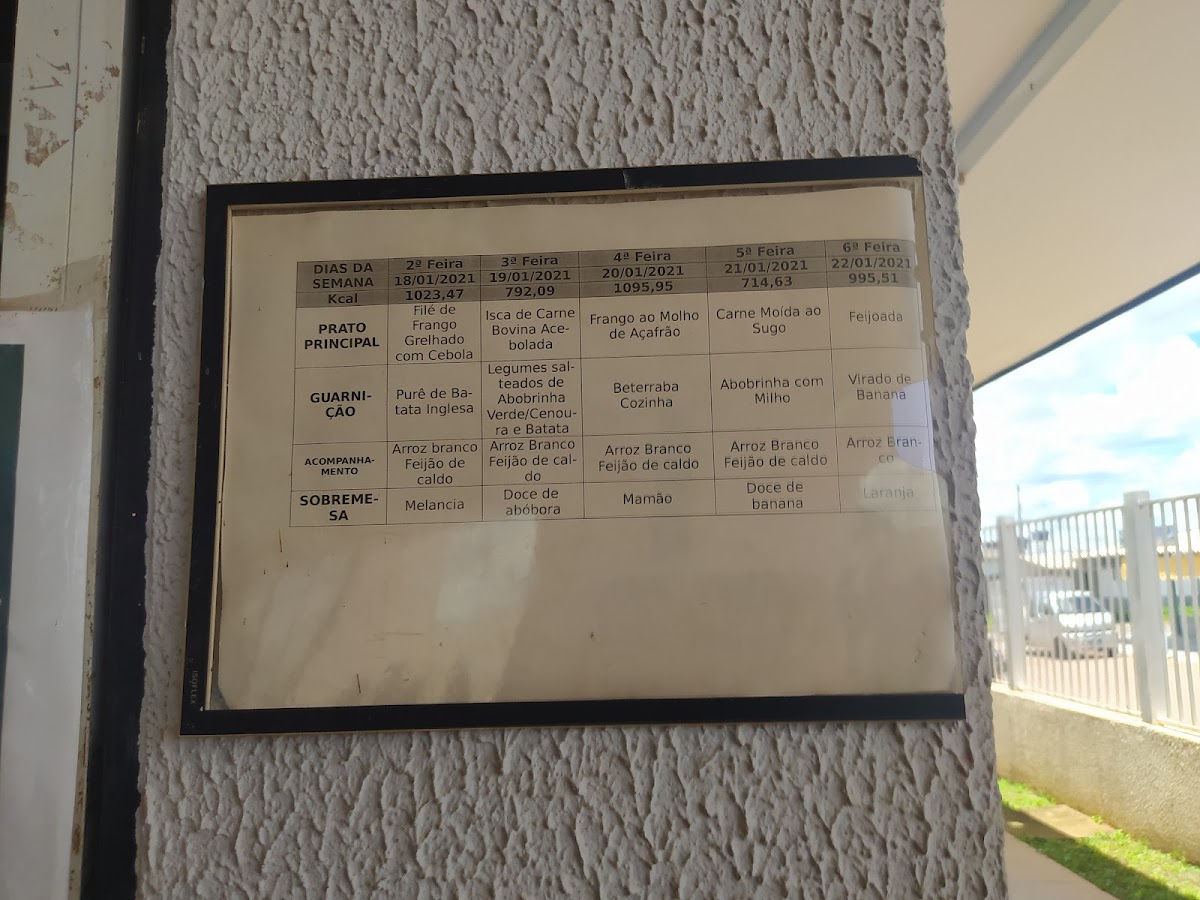 DIAS DA
SEMANA
2ª Feira
18/01/2021
3ª Feira
19/01/2021
4ª Feira
20/01/2021
5ª Feira
21/01/2021
6ª Feira
22/01/2021
Kcal
1023,47
792,09
1095,95
714,63
995,51
PRATO
PRINCIPAL
Filé de
Frango
Grelhado
com Cebola
Isca de Carne
Bovina Ace-
bolada
Frango ao Molho
de Açafrão
Carne Moída ao
Sugo
Feijoada
GUARNI-
ÇÃO
Purê de Ba-
tata Inglesa
Legumes sal-
teados de
Abobrinha
Verde/Cenou-
ra e Batata
Beterraba
Cozinha
Abobrinha com
Milho
Virado de
Banana
ACOMPANHA-
MENTO
Arroz branco
Feijão de
caldo
Arroz Branco
Feijão de cal-
do
Arroz Branco
Feijão de caldo
Arroz Branco
Feijão de caldo
Arroz Bran-
co
SOBREME-
SA
Melancia
Doce de
abóbora
Mamão
Doce de
banana
Laranja